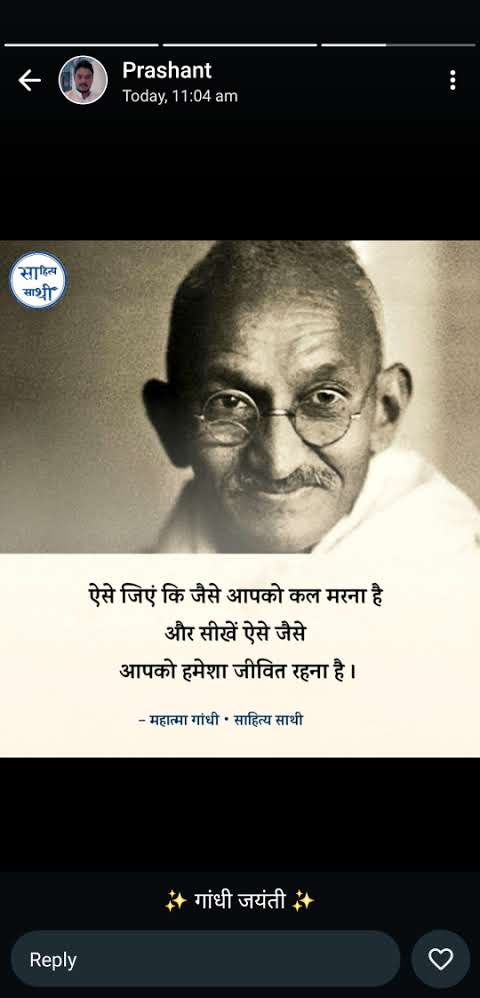 Prashant
Today, 11:04 am
साहित्य
साथी
ऐसे जिएं कि जैसे आपको कल मरना है
और सीखें ऐसे जैसे
आपको हमेशा जीवित रहना है।
– महात्मा गांधी • साहित्य साथी
✨ गांधी जयंती ✨
Reply